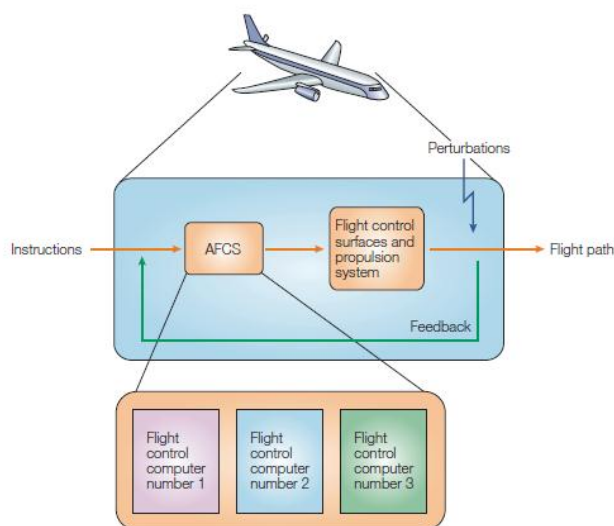 Perturbations
Instructions
AFCS
Flight control
surfaces and
propulsion
system
Flight path
Feedback
Flight
control
computer
number 1
Flight
control
computer
number 2
Flight
control
computer
number 3